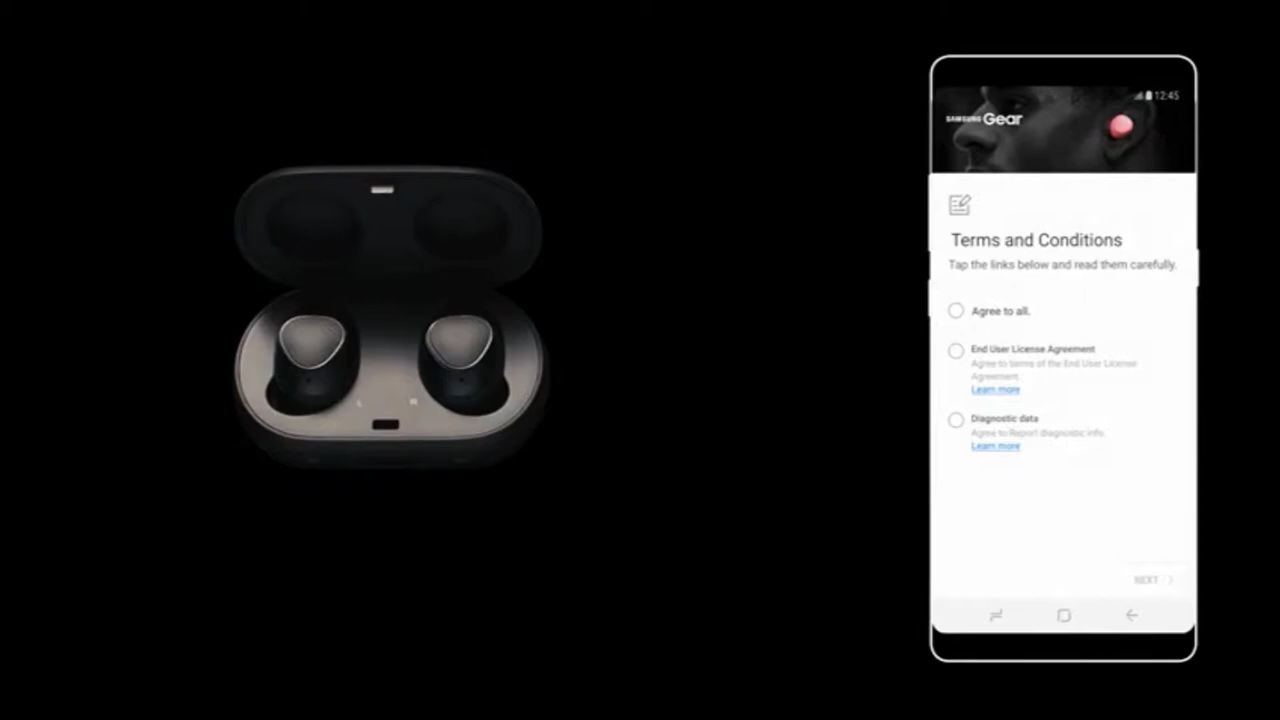 12:45
SAMSUNG Gear
Terms and Conditions
Tap the links below and read them carefully.
Agree to all.
End User License Agreement
Agree to terms of the End User License
Agreement
Learn more
Diagnostic data
Agree to Report diagnostic info.
Learn more
NEXT
L R